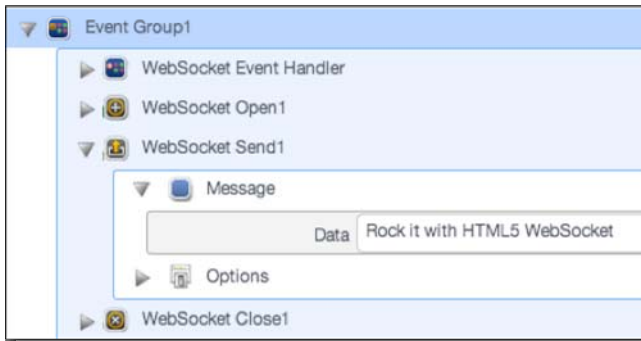 Event Group1
WebSocket Event Handler
WebSocket Open1
WebSocket Send1
Message
Data Rock it with HTML5 WebSocket
Options
WebSocket Close1